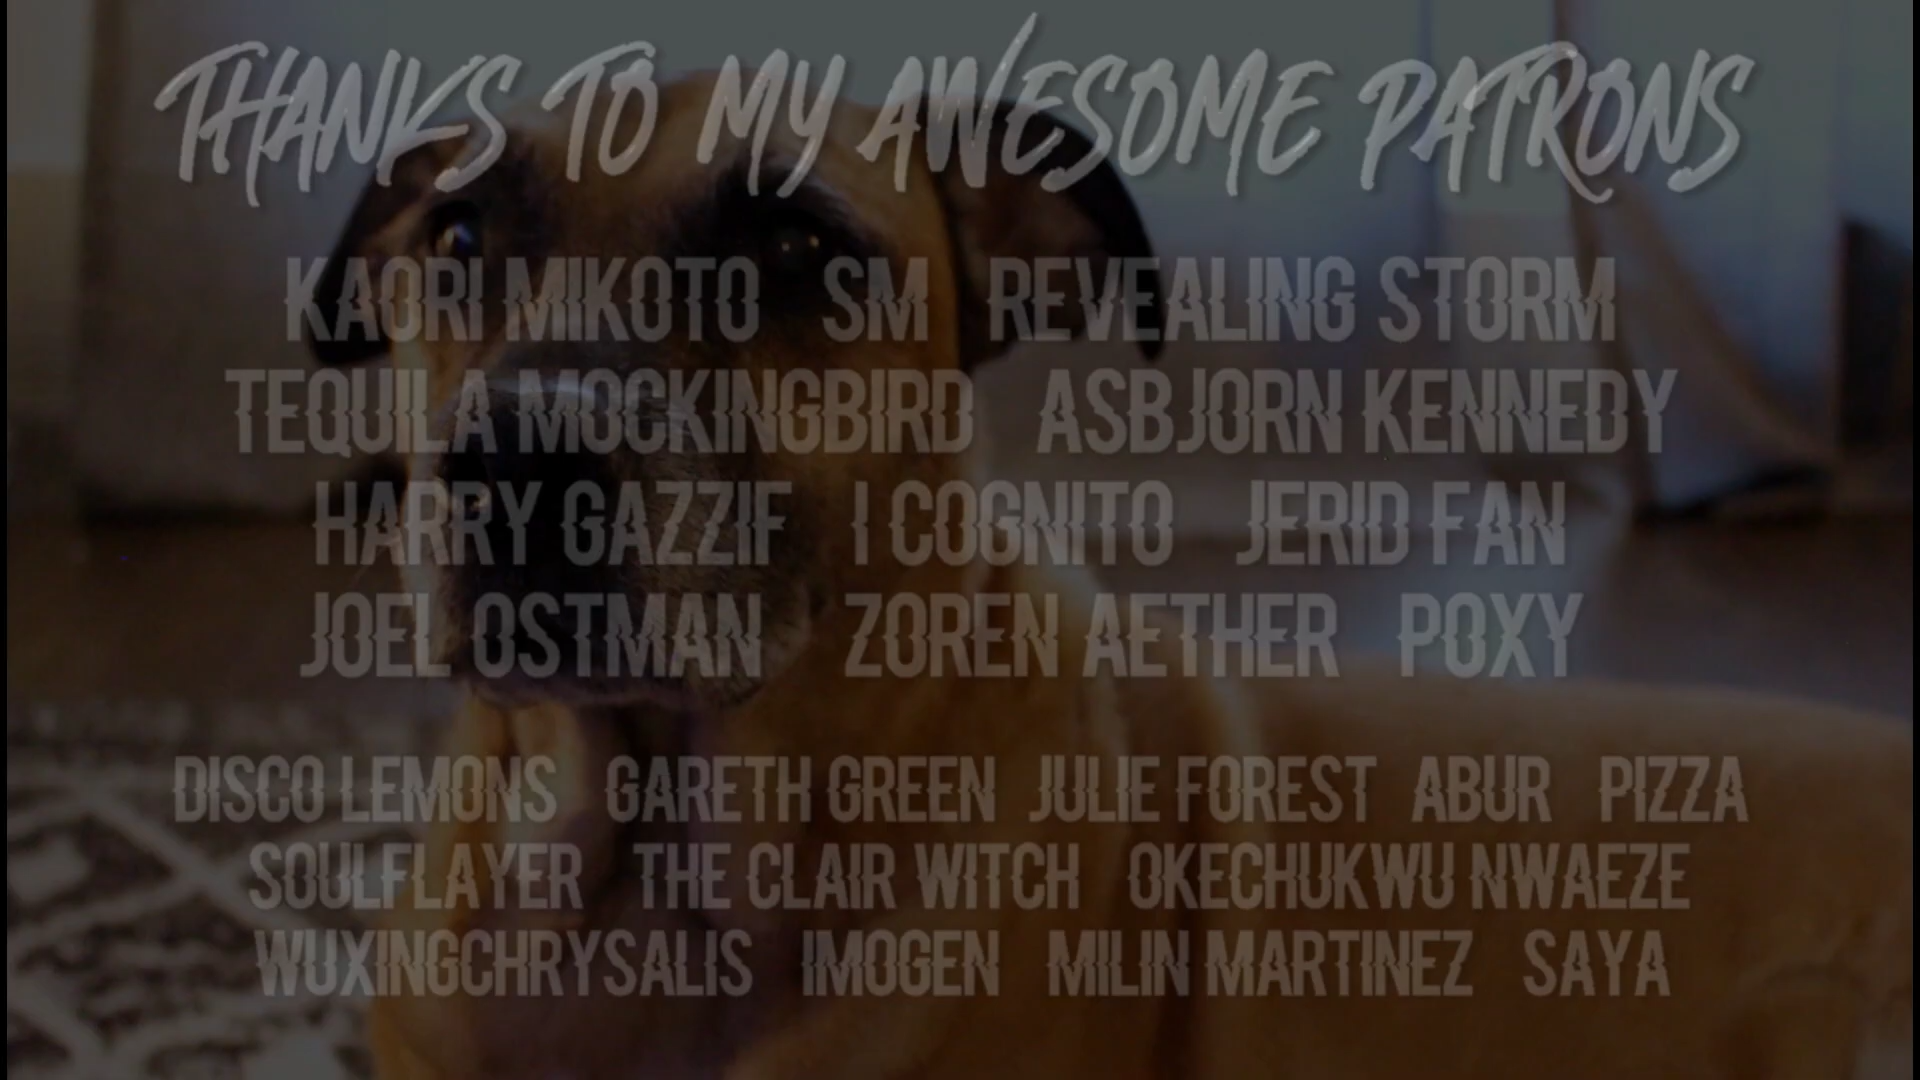 THANKS TO MY AWESOME PATRONS
KAORI MIKOTO SM REVEALING STORM
TEQUILA MOCKINGBIRD ASBJORN KENNEDY
HARRY GAZZIF I COGNITO JERID FAN
JOEL OSTMAN ZOREN AETHER POXY
DISCO LEMONS GARETH GREEN JULIE FOREST ABUR PIZZA
SOULFLAYER THE CLAIR WITCH OKECHUKWU NWAEZE
WUXINGCHRYSALIS IMOGEN MILIN MARTINEZ SAYA